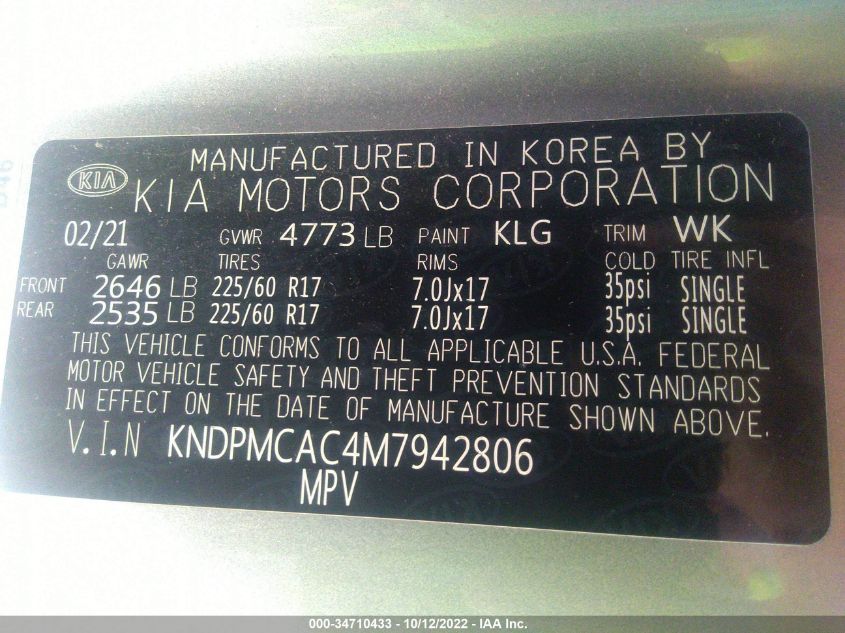 MANUFACTURED IN KOREA BY
KIA KIA MOTORS CORPORATION
02/21 GVWR 4773 LB PAINT KLG TRIM WK
GAWR TIRES RIMS COLD TIRE INFL
FRONT 2646 LB 225/60 R17 7.0Jx17 35psi SINGLE
REAR 2535 LB 225/60 R17 7.0Jx17 35psi SINGLE
THIS VEHICLE CONFORMS TO ALL APPLICABLE U.S.A. FEDERAL
MOTOR VEHICLE SAFETY AND THEFT PREVENTION STANDARDS
IN EFFECT ON THE DATE OF MANUFACTURE SHOWN ABOVE.
V.I.N KNDPMCAC4M7942806
MPV
000-34710433 - 10/12/2022 - IAA Inc.